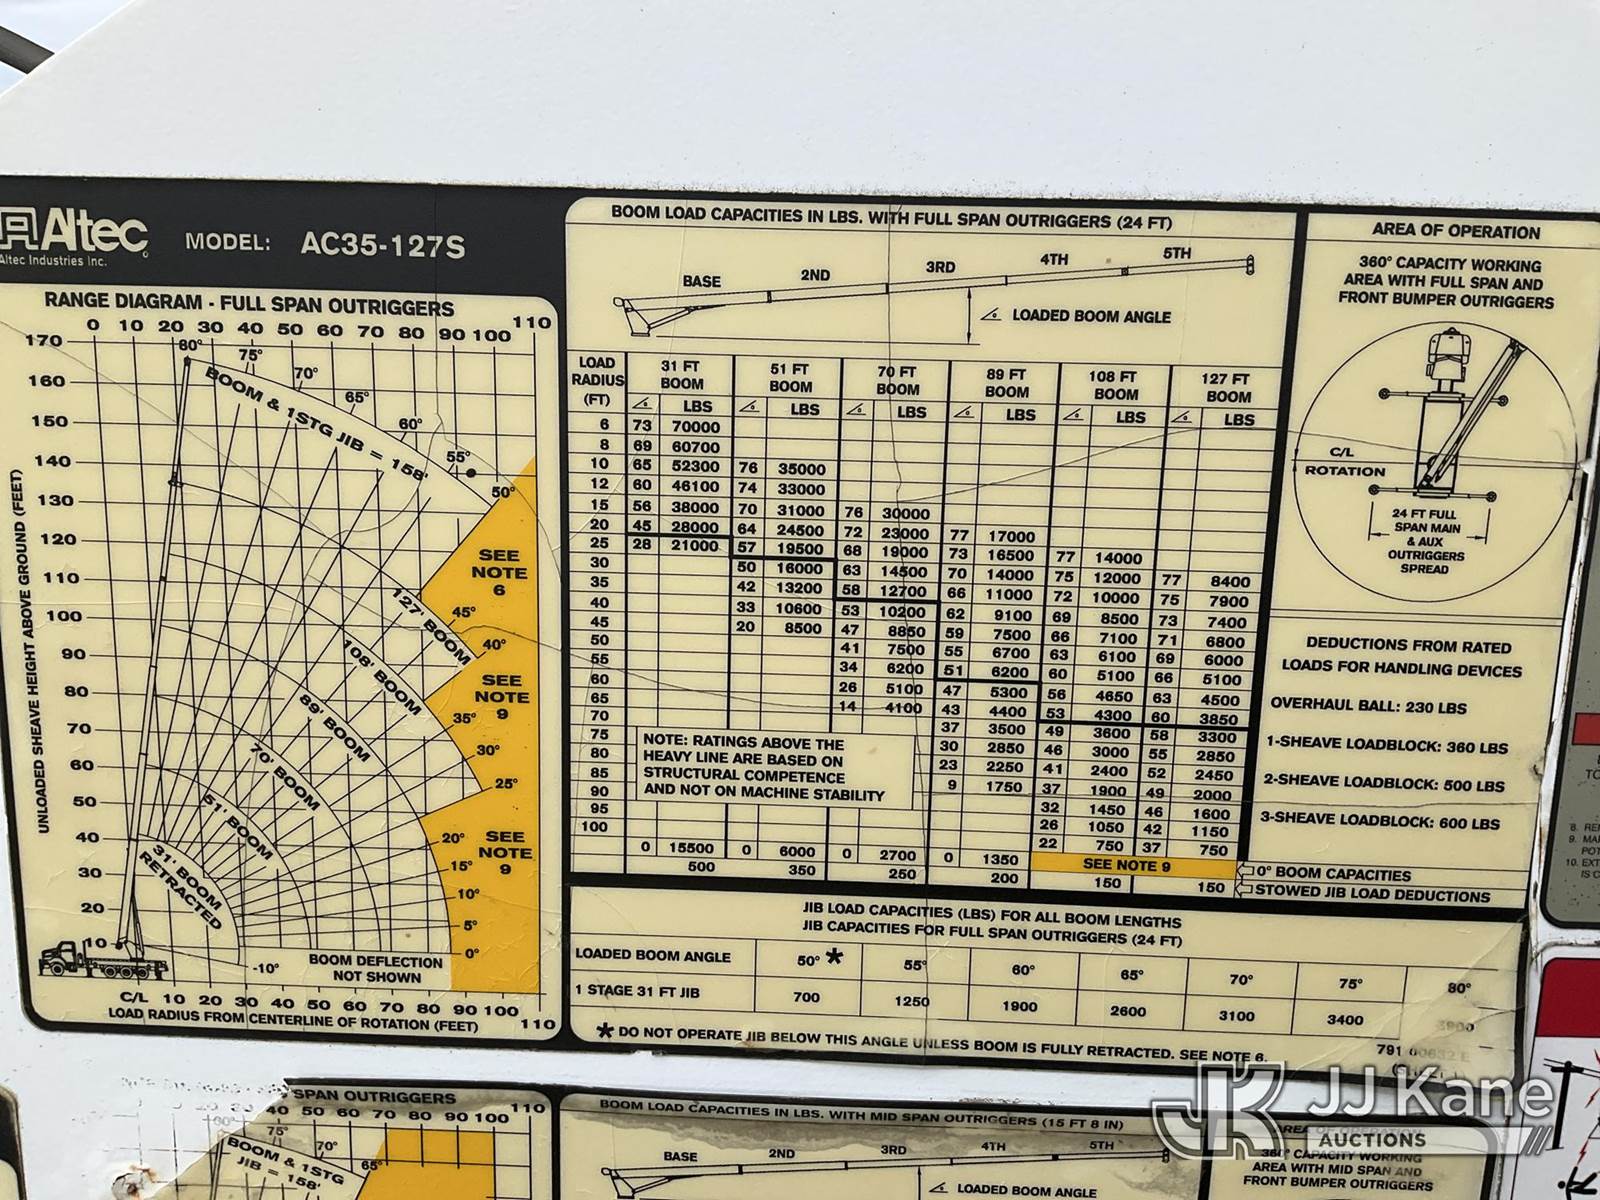 Altec
Altec Industries Inc.
MODEL: AC35-127S
RANGE DIAGRAM - FULL SPAN OUTRIGGERS
0 10 20 30 40 50 60 70 80 90 100 110
UNLOADED SHEAVE HEIGHT ABOVE GROUND (FEET)
170
160
150
140
130
120
110
100
90
80
70
60
50
40
30
20
10
80° 75° 70° 65° 60° 55° 50°
45° 40° 35° 30° 25° 20° 15° 10° 5° 0° -10°
BOOM & 1STG JIB = 158'
127' BOOM
108' BOOM
89' BOOM
70' BOOM
51' BOOM
31' BOOM
RETRACTED
SEE
NOTE
6
SEE
NOTE
9
SEE
NOTE
9
BOOM DEFLECTION
NOT SHOWN
C/L 10 20 30 40 50 60 70 80 90 100 110
LOAD RADIUS FROM CENTERLINE OF ROTATION (FEET)
BOOM LOAD CAPACITIES IN LBS. WITH FULL SPAN OUTRIGGERS (24 FT)
BASE 2ND 3RD 4TH 5TH
LOADED BOOM ANGLE
LOAD RADIUS (FT) 31 FT BOOM 51 FT BOOM 70 FT BOOM 89 FT BOOM 108 FT BOOM 127 FT BOOM
LBS LBS LBS LBS LBS LBS
6 73 70000
8 69 60700
10 65 52300 76 35000
12 60 46100 74 33000
15 56 38000 70 31000 76 30000
20 45 28000 64 24500 72 23000 77 17000
25 28 21000 57 19500 68 19000 73 16500 77 14000
30 50 16000 63 14500 70 14000 75 12000 77 8400
35 42 13200 58 12700 66 11000 72 10000 75 7900
40 33 10600 53 10200 62 9100 69 8500 73 7400
45 20 8500 47 8850 59 7500 66 7100 71 6800
50 41 7500 55 6700 63 6100 69 6000
55 34 6200 51 6200 60 5100 66 5100
60 26 5100 47 5300 56 4650 63 4500
65 14 4100 43 4400 53 4300 60 3850
70 37 3500 49 3600 58 3300
75 30 2850 46 3000 55 2850
80 23 2250 41 2400 52 2450
85 9 1750 37 1900 49 2000
90 32 1450 46 1600
95 26 1050 42 1150
100 22 750 37 750
NOTE: RATINGS ABOVE THE
HEAVY LINE ARE BASED ON
STRUCTURAL COMPETENCE
AND NOT ON MACHINE STABILITY
0 15500 0 6000 0 2700 0 1350 SEE NOTE 9 0° BOOM CAPACITIES
500 350 250 200 150 150 STOWED JIB LOAD DEDUCTIONS
JIB LOAD CAPACITIES (LBS) FOR ALL BOOM LENGTHS
JIB CAPACITIES FOR FULL SPAN OUTRIGGERS (24 FT)
LOADED BOOM ANGLE 50° * 55° 60° 65° 70° 75° 80°
1 STAGE 31 FT JIB 700 1250 1900 2600 3100 3400 3900
* DO NOT OPERATE JIB BELOW THIS ANGLE UNLESS BOOM IS FULLY RETRACTED. SEE NOTE 6.
791 00632 E
AREA OF OPERATION
360° CAPACITY WORKING
AREA WITH FULL SPAN AND
FRONT BUMPER OUTRIGGERS
C/L
ROTATION
24 FT FULL
SPAN MAIN
& AUX
OUTRIGGERS
SPREAD
DEDUCTIONS FROM RATED
LOADS FOR HANDLING DEVICES
OVERHAUL BALL: 230 LBS
1-SHEAVE LOADBLOCK: 360 LBS
2-SHEAVE LOADBLOCK: 500 LBS
3-SHEAVE LOADBLOCK: 600 LBS
SPAN OUTRIGGERS
20 30 40 50 60 70 80 90 100 110
80° 75° 70° 65°
BOOM & 1STG
JIB = 158'
BOOM LOAD CAPACITIES IN LBS. WITH MID SPAN OUTRIGGERS (15 FT 8 IN)
BASE 2ND 3RD 4TH 5TH
LOADED BOOM ANGLE
AREA OF OPERATION
360° CAPACITY WORKING
AREA WITH MID SPAN AND
FRONT BUMPER OUTRIGGERS
JK JJ Kane
AUCTIONS